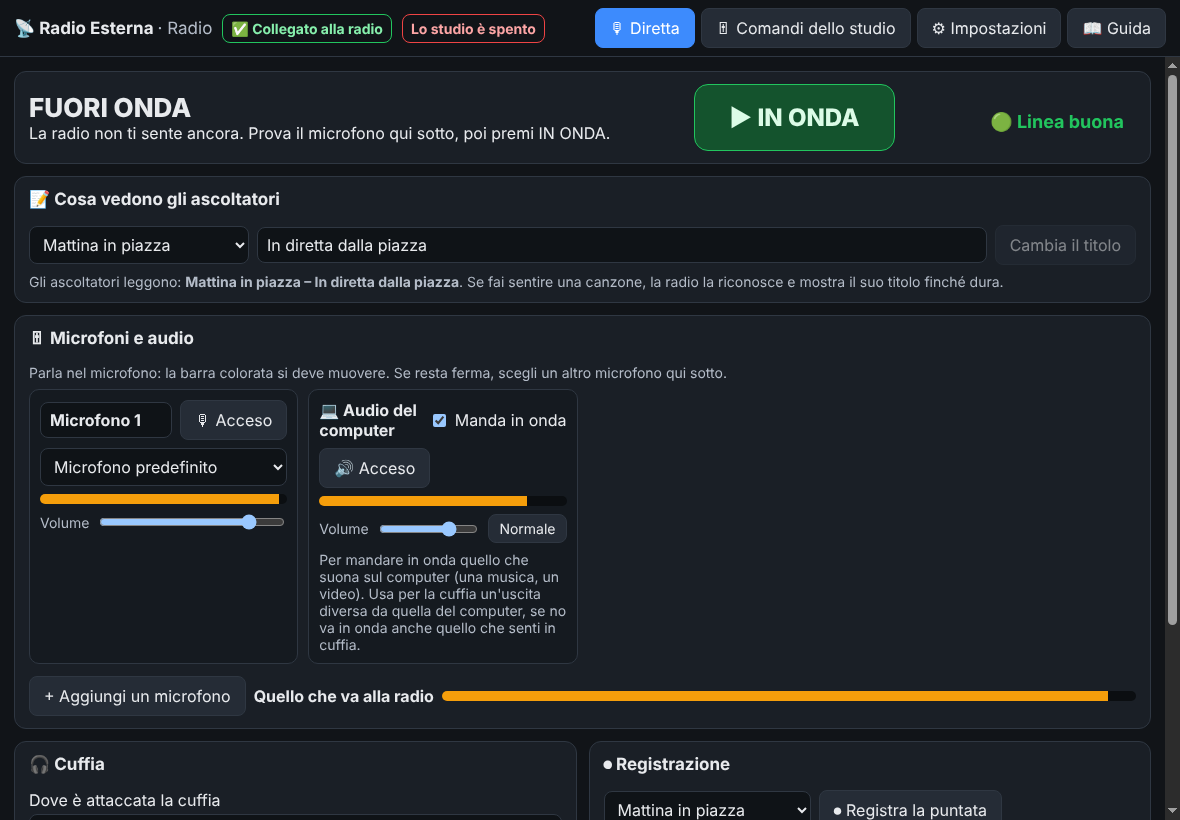 Radio Esterna · Radio
Collegato alla radio
Lo studio è spento
Diretta
Comandi dello studio
Impostazioni
Guida
FUORI ONDA
La radio non ti sente ancora. Prova il microfono qui sotto, poi premi IN ONDA.
▶ IN ONDA
Linea buona
Cosa vedono gli ascoltatori
Mattina in piazza
In diretta dalla piazza
Cambia il titolo
Gli ascoltatori leggono: Mattina in piazza – In diretta dalla piazza. Se fai sentire una canzone, la radio la riconosce e mostra il suo titolo finché dura.
Microfoni e audio
Parla nel microfono: la barra colorata si deve muovere. Se resta ferma, scegli un altro microfono qui sotto.
Microfono 1
Acceso
Microfono predefinito
Volume
Audio del
computer
Manda in onda
Acceso
Volume
Normale
Per mandare in onda quello che
suona sul computer (una musica, un
video). Usa per la cuffia un'uscita
diversa da quella del computer, se no
va in onda anche quello che senti in
cuffia.
+ Aggiungi un microfono
Quello che va alla radio
Cuffia
Dove è attaccata la cuffia
● Registrazione
Mattina in piazza
● Registra la puntata